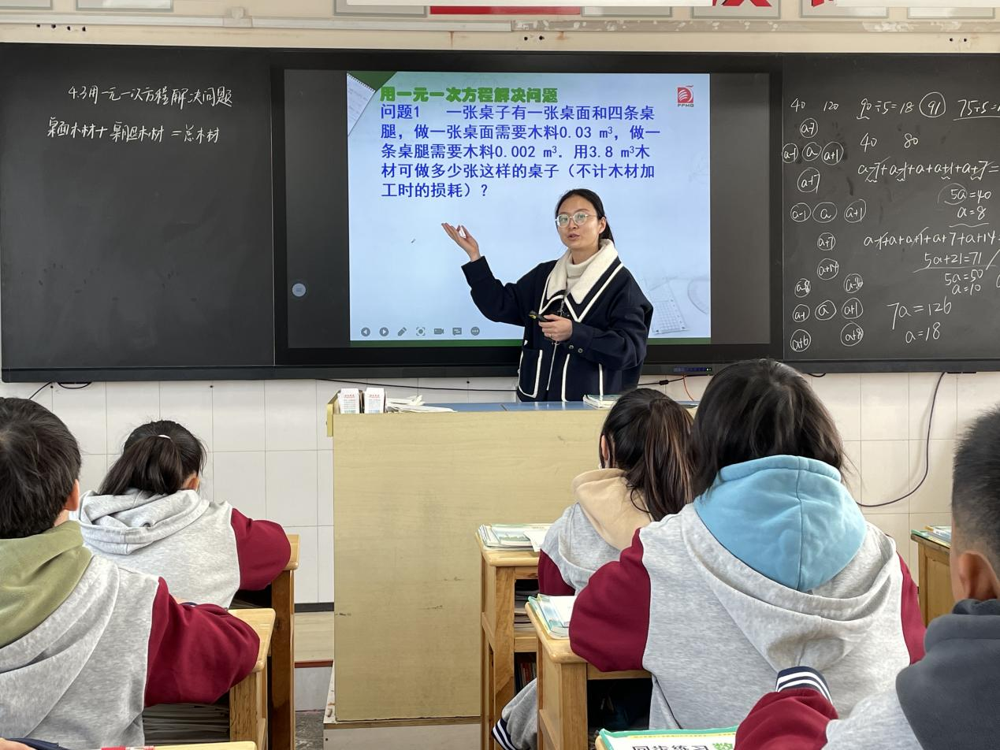 4.3用一元一次方程解决问题
桌面木材+桌腿木材=总木材
用一元一次方程解决问题
问题1 一张桌子有一张桌面和四条桌
腿，做一张桌面需要木料0.03 m³，做一
条桌腿需要木料0.002 m³．用3.8 m³木
材可做多少张这样的桌子（不计木材加
工时的损耗）？
PPMG
40 120 90÷5=18 91 75÷5=
a-7
40 80
a-1 a a+1
a-7+a-1+a+a+1+a+7=
a+7
5a=40
a=8
a-1 a a+1
a+7
a-1+a+a+1+a+7+a+14=
a+14
5a+21=71
5a=50
a=10
a-8 a-6
a-1 a a+1
7a=126
a+6 a+8
a=18
同步练习 数